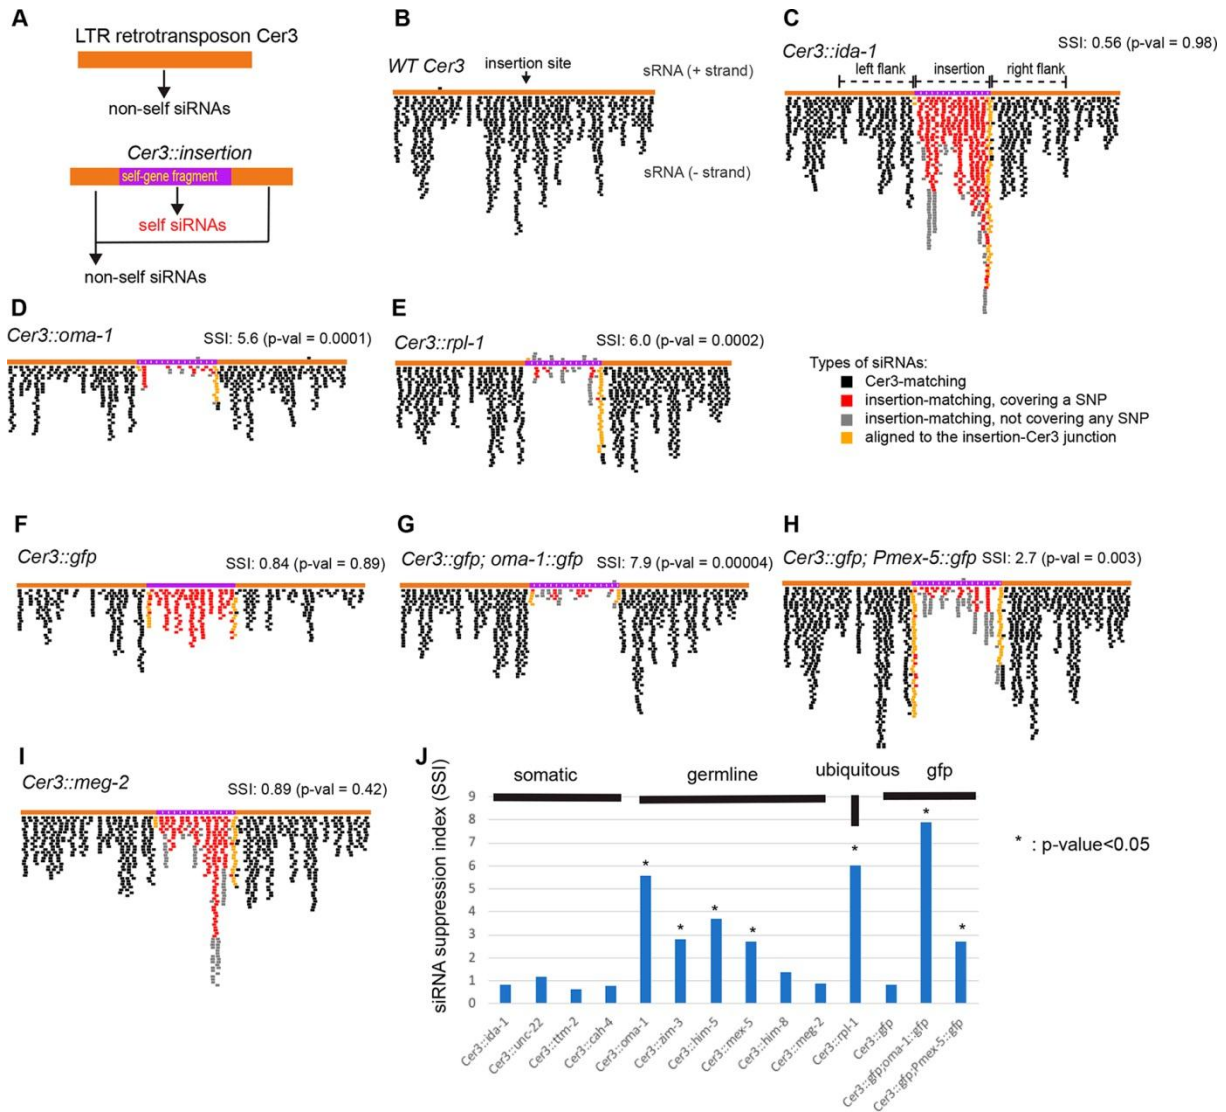 A
LTR retrotransposon Cer3
non-self siRNAs
Cer3::insertion
self-gene fragment
self siRNAs
non-self siRNAs
B
WT Cer3
insertion site
sRNA (+ strand)
sRNA (- strand)
C
Cer3::ida-1
SSI: 0.56 (p-val = 0.98)
left flank
insertion
right flank
D
Cer3::oma-1
SSI: 5.6 (p-val = 0.0001)
E
Cer3::rpl-1
SSI: 6.0 (p-val = 0.0002)
Types of siRNAs:
Cer3-matching
insertion-matching, covering a SNP
insertion-matching, not covering any SNP
aligned to the insertion-Cer3 junction
F
Cer3::gfp
SSI: 0.84 (p-val = 0.89)
G
Cer3::gfp; oma-1::gfp
SSI: 7.9 (p-val = 0.00004)
H
Cer3::gfp; Pmex-5::gfp
SSI: 2.7 (p-val = 0.003)
I
Cer3::meg-2
SSI: 0.89 (p-val = 0.42)
J
somatic
germline
ubiquitous
gfp
siRNA suppression index (SSI)
9
8
7
6
5
4
3
2
1
0
*
*
*
*
*
*
*
* : p-value<0.05
Cer3::ida-1
Cer3::unc-22
Cer3::ttm-2
Cer3::cah-4
Cer3::oma-1
Cer3::zim-3
Cer3::him-5
Cer3::mex-5
Cer3::him-8
Cer3::meg-2
Cer3::rpl-1
Cer3::gfp
Cer3::gfp;oma-1::gfp
Cer3::gfp;Pmex-5::gfp